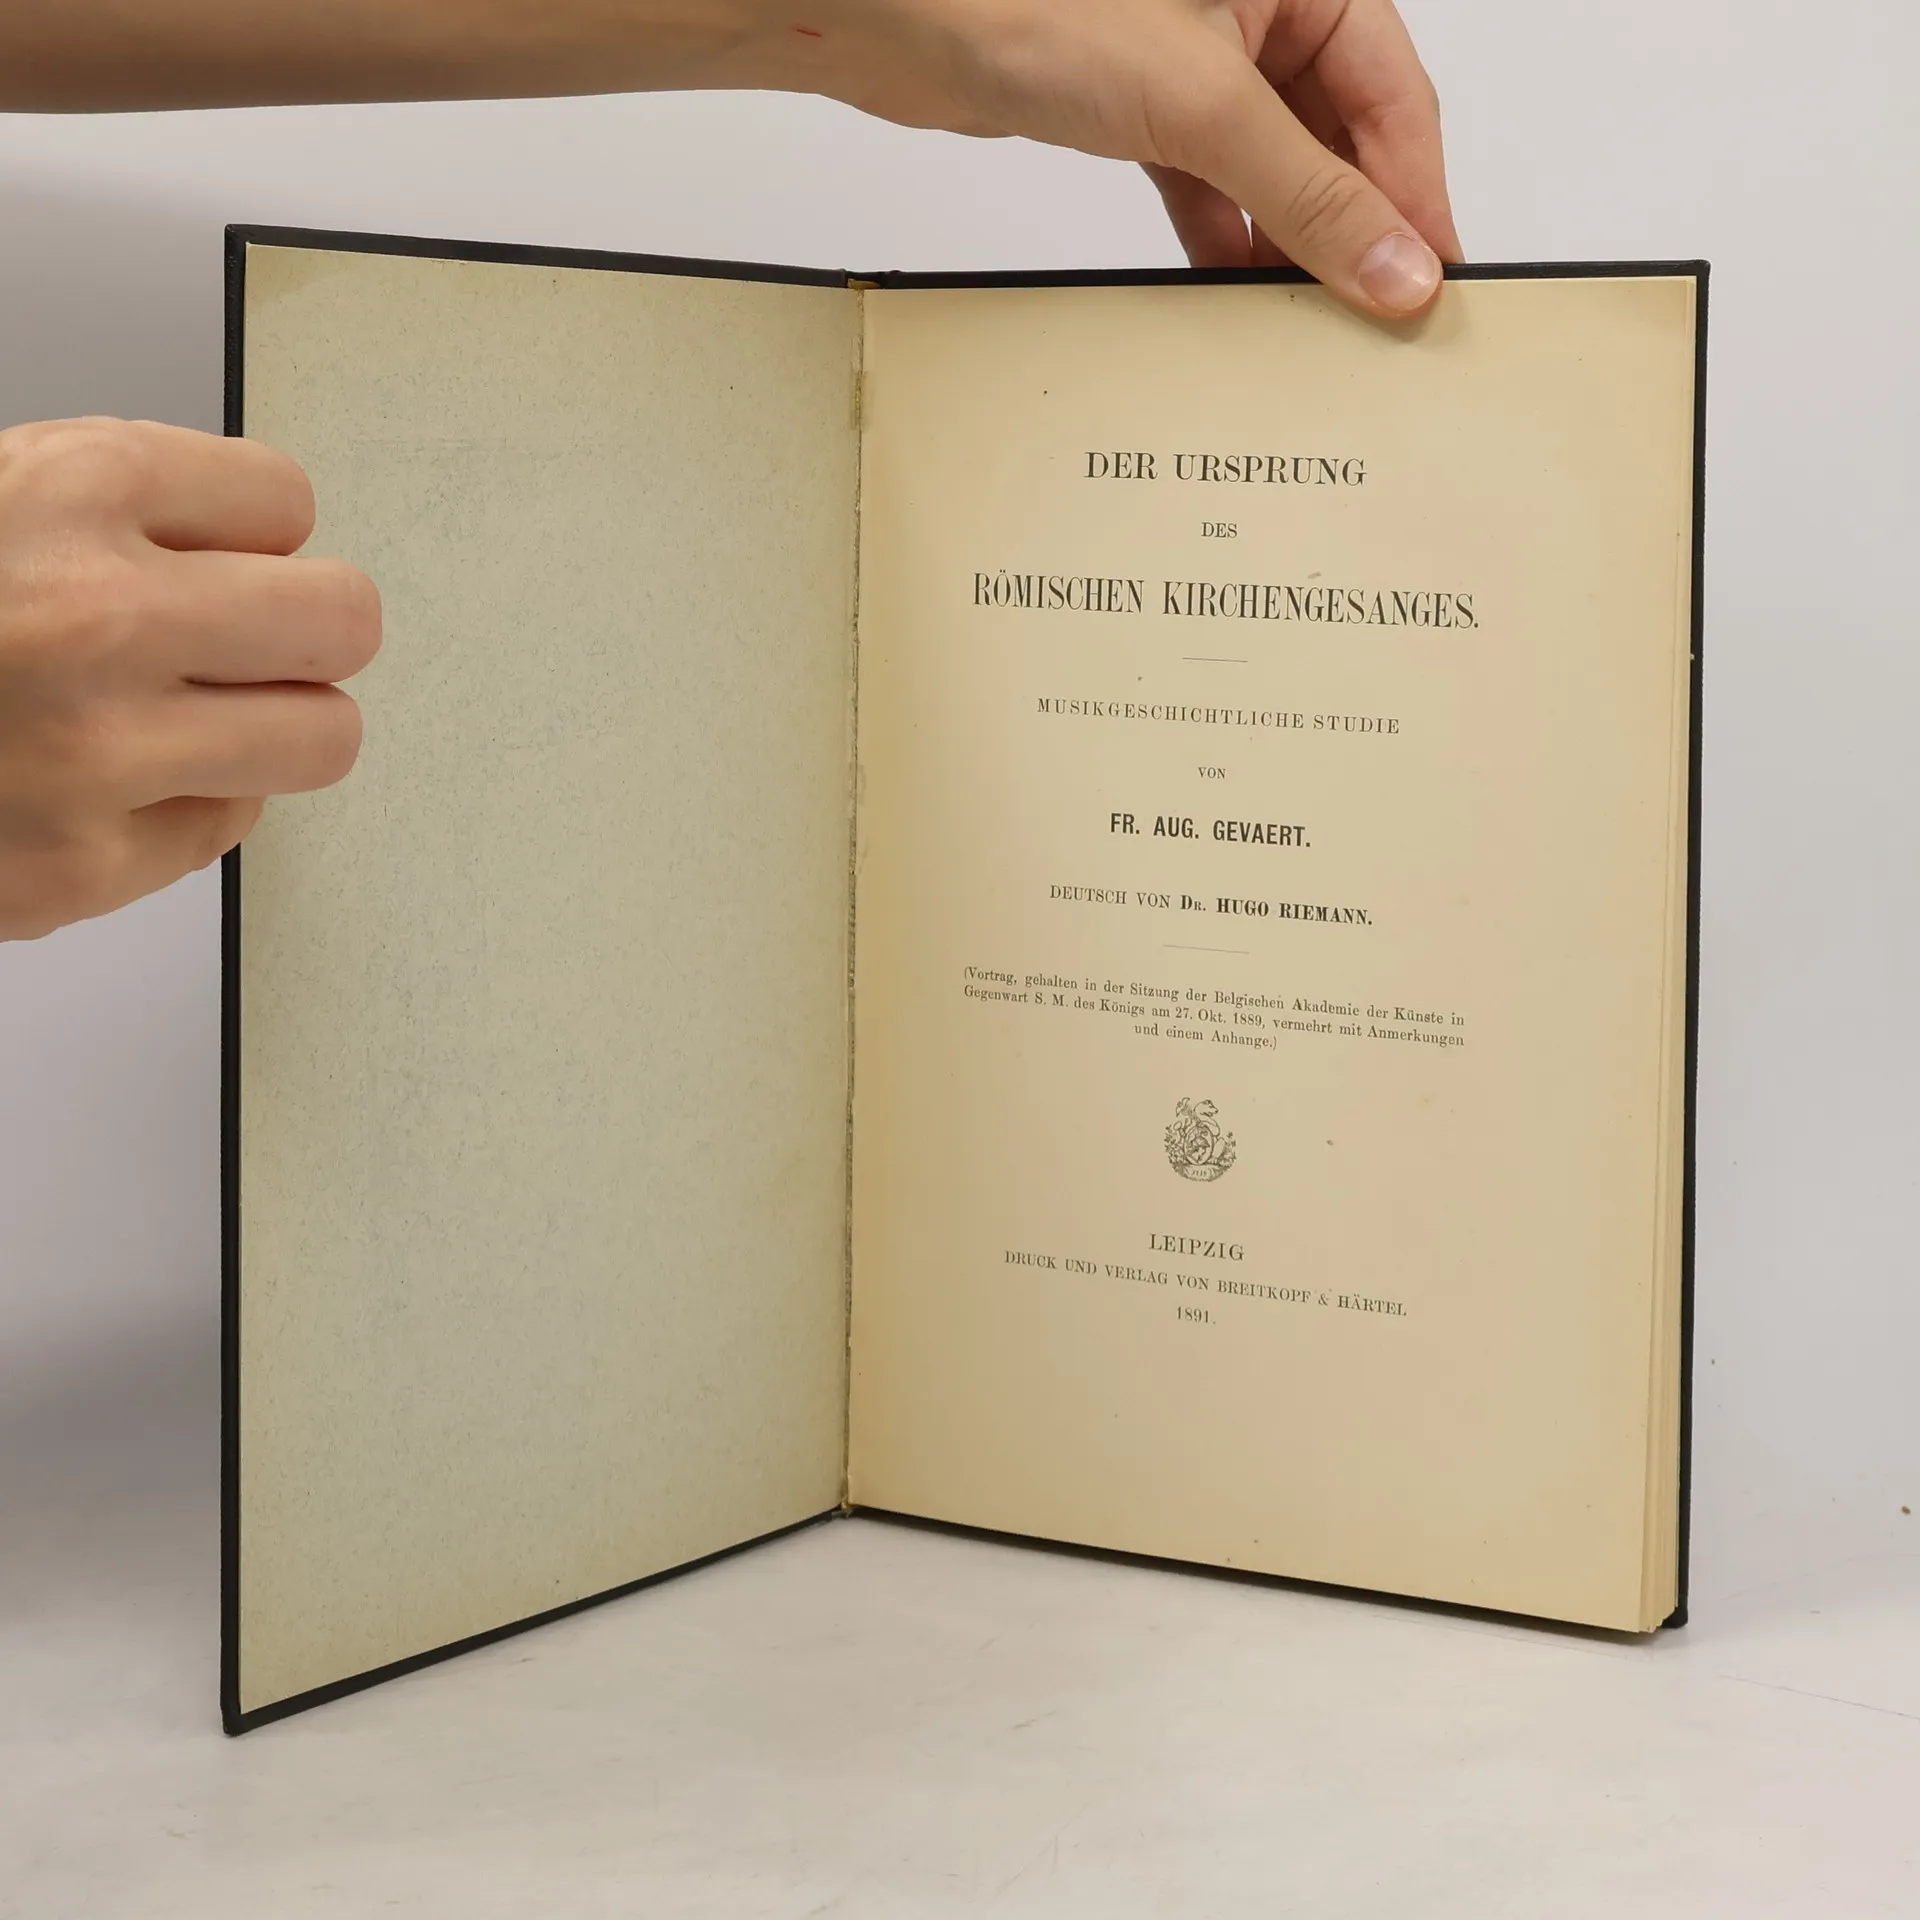 DER URSPRUNG
DES
RÖMISCHEN KIRCHENGESANGES.
MUSIKGESCHICHTLICHE STUDIE
VON
FR. AUG. GEVAERT.
DEUTSCH VON DR. HUGO RIEMANN.
(Vortrag, gehalten in der Sitzung der Belgischen Akademie der Künste in
Gegenwart S. M. des Königs am 27. Okt. 1889, vermehrt mit Anmerkungen
und einem Anhange.)
LEIPZIG
DRUCK UND VERLAG VON BREITKOPF & HÄRTEL
1891.